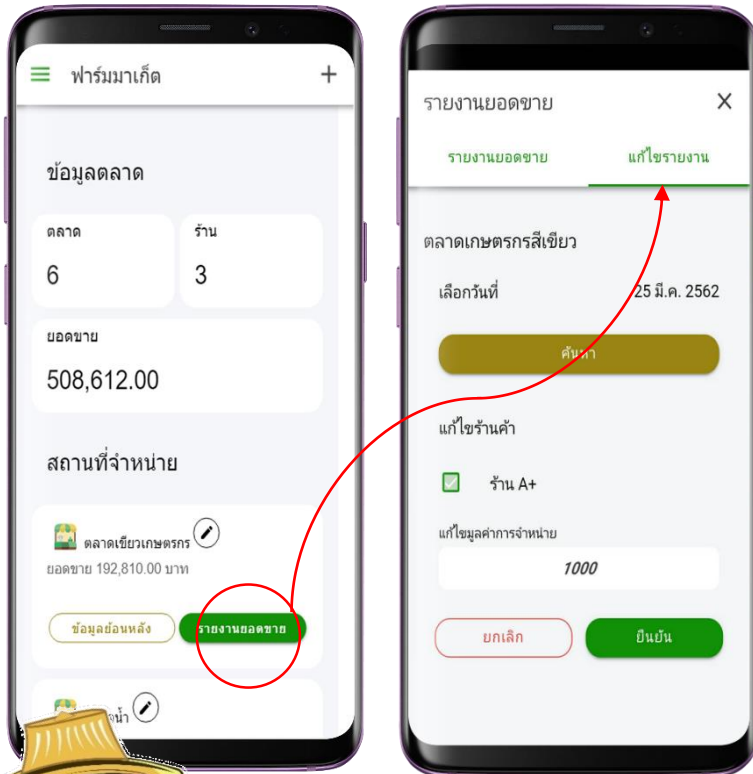 ฟาร์มมาเก็ต
ข้อมูลตลาด
ตลาด
ร้าน
6
3
ยอดขาย
508,612.00
สถานที่จำหน่าย
ตลาดเขียวเกษตรกร
ยอดขาย 192,810.00 บาท
ข้อมูลย้อนหลัง
รายงานยอดขาย
รายงานยอดขาย
รายงานยอดขาย
แก้ไขรายงาน
ตลาดเกษตรกรสีเขียว
เลือกวันที่
25 มี.ค. 2562
ค้นหา
แก้ไขร้านค้า
ร้าน A+
แก้ไขมูลค่าการจำหน่าย
1000
ยกเลิก
ยืนยัน